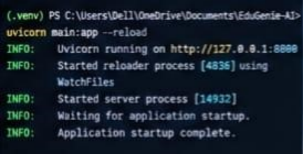 (.venv) PS C:\Users\Dell\OneDrive\Documents\EduGenie-AI>
uvicorn main:app --reload
INFO: Uvicorn running on http://127.0.0.1:8000
INFO: Started reloader process [4836] using
WatchFiles
INFO: Started server process [14932]
INFO: Waiting for application startup.
INFO: Application startup complete.